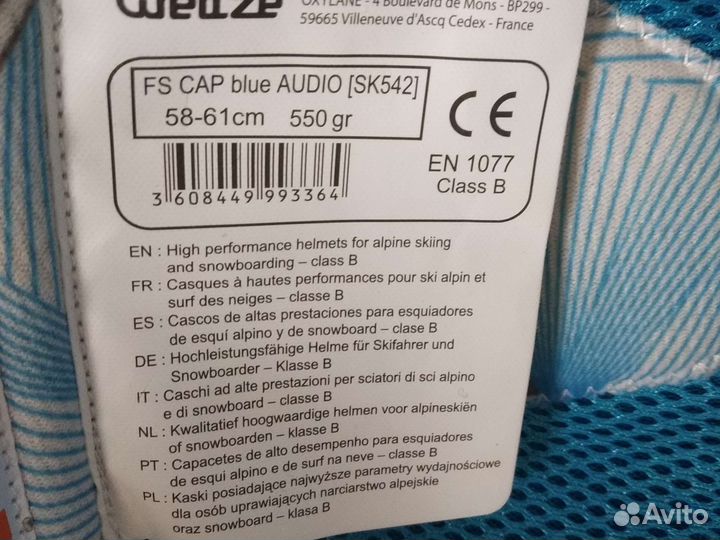 Wedze
OXYLANE - 4 Boulevard de Mons - BP299 -
59665 Villeneuve d'Ascq Cedex - France
FS CAP blue AUDIO [SK542]
58-61cm 550 gr
CE
EN 1077
Class B
3 608449 993364
EN : High performance helmets for alpine skiing
and snowboarding – class B
FR : Casques à hautes performances pour ski alpin et
surf des neiges – classe B
ES : Cascos de altas prestaciones para esquiadores
de esquí alpino y de snowboard – clase B
DE : Hochleistungsfähige Helme für Skifahrer und
Snowboarder – Klasse B
IT : Caschi ad alte prestazioni per sciatori di sci alpino
e di snowboard – classe B
NL : Kwalitatief hoogwaardige helmen voor alpineskiën
of snowboarden – klasse B
PT : Capacetes de alto desempenho para esquiadores
de esqui alpino e de surf na neve – classe B
PL : Kaski posiadające najwyższe parametry wydajnościowe
dla osób uprawiających narciarstwo alpejskie
oraz snowboard – klasa B
Avito